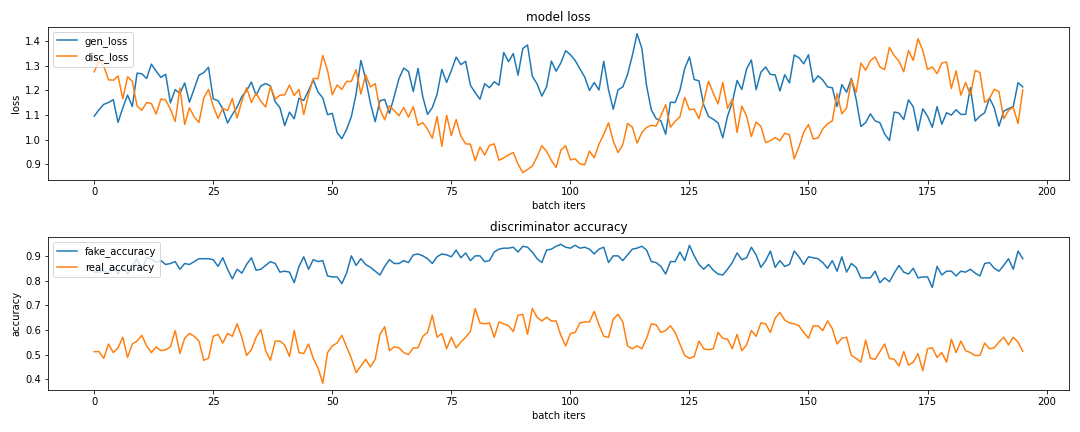 model loss
gen_loss
disc_loss
1.4
1.3
1.2
1.1
1.0
0.9
loss
0 25 50 75 100 125 150 175 200
batch iters
discriminator accuracy
fake_accuracy
real_accuracy
0.9
0.8
0.7
0.6
0.5
0.4
accuracy
0 25 50 75 100 125 150 175 200
batch iters